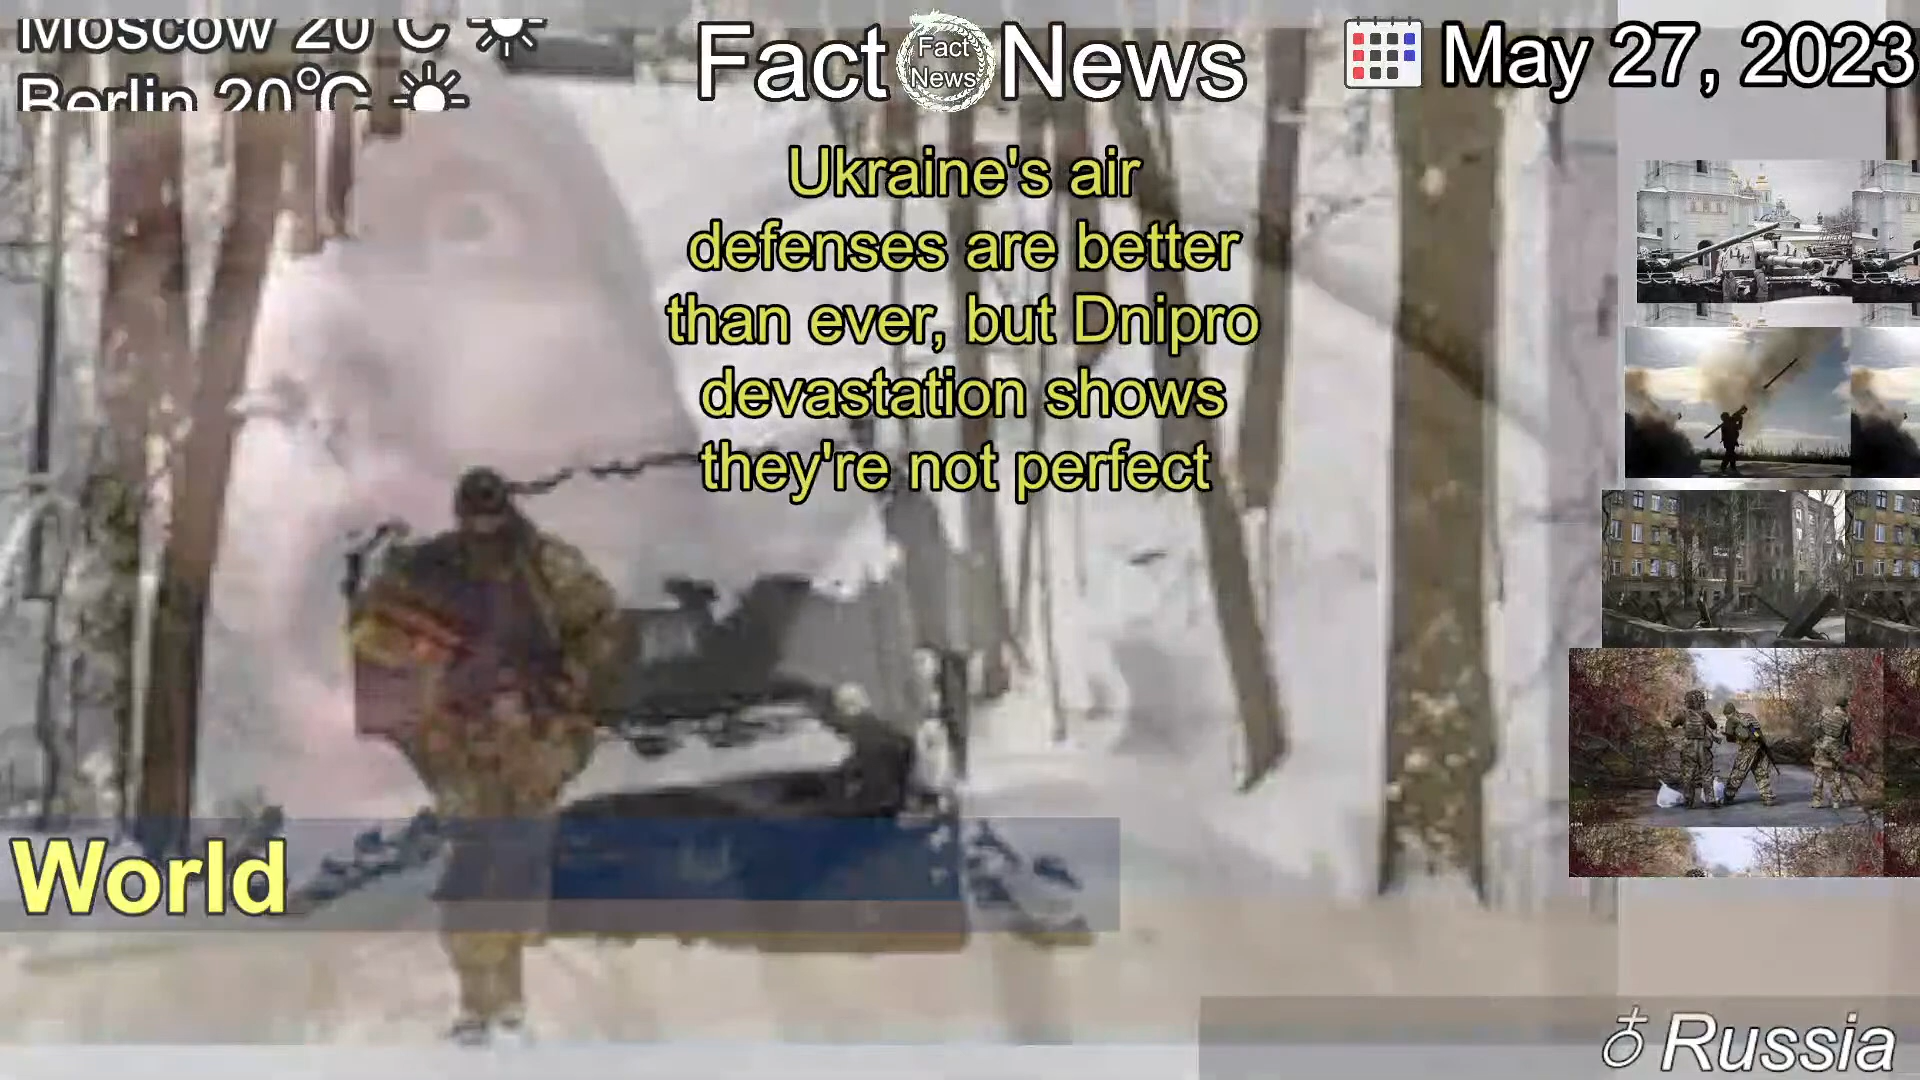 Moscow 20°C
Berlin 20°C
Fact News
Fact
News
May 27, 2023
Ukraine's air
defenses are better
than ever, but Dnipro
devastation shows
they're not perfect
World
Russia